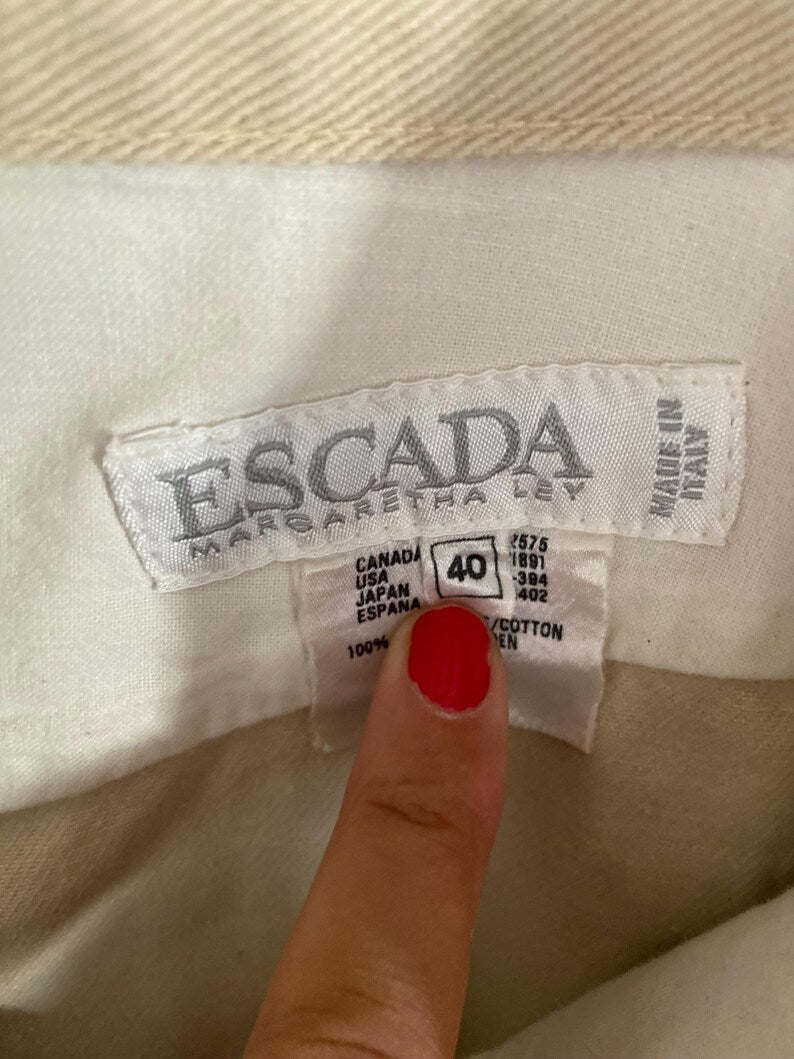 ESCADA
MARGARETHA LEY
MADE IN
ITALY
CANADA
USA
JAPAN
ESPANA
40
2575
1891
-394
402
100%
/COTTON